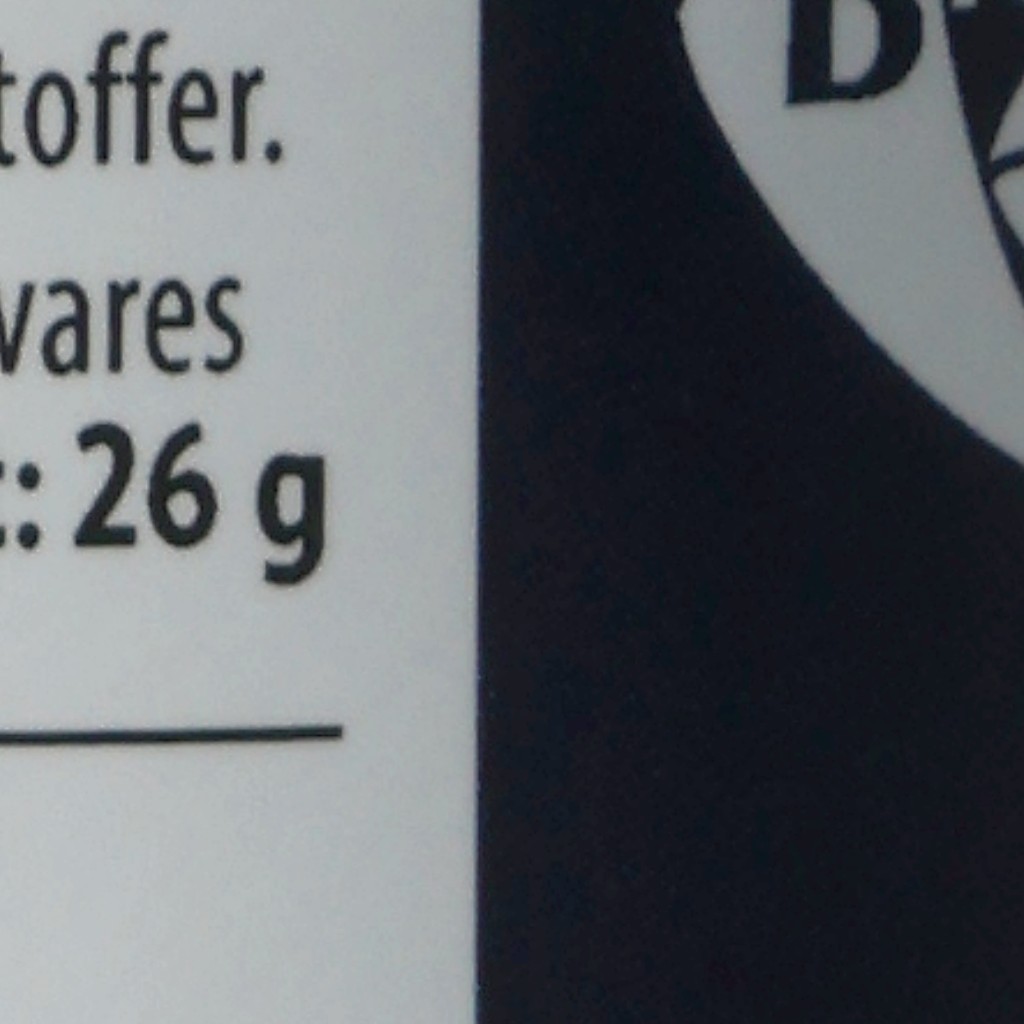 toffer.
vares
: 26 g